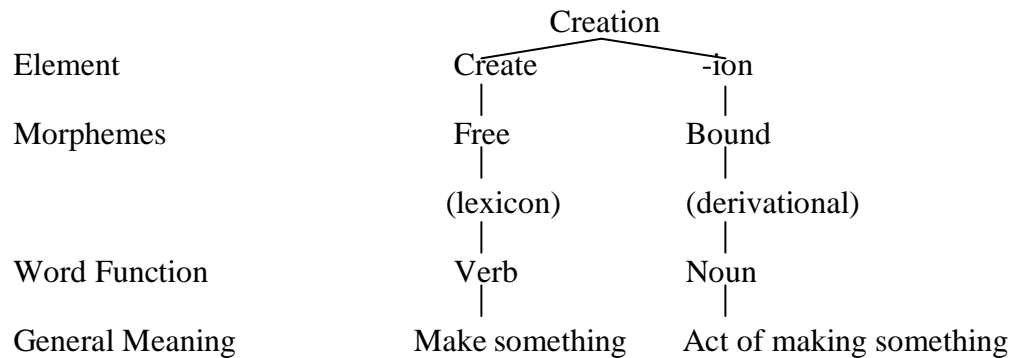 Creation
Element Create -ion
Morphemes Free Bound
(lexicon) (derivational)
Word Function Verb Noun
General Meaning Make something Act of making something